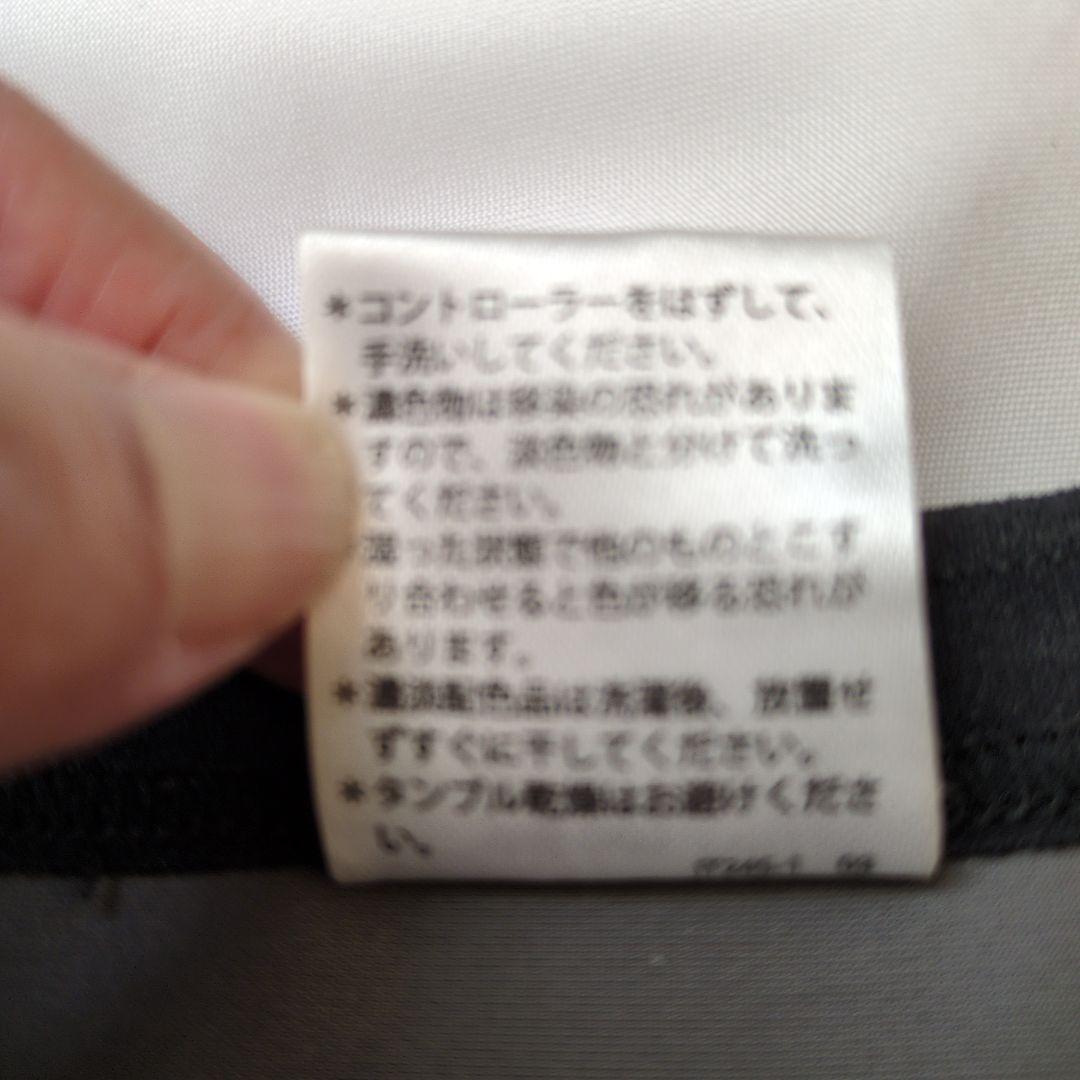 *コントローラーをはずして、
手洗いしてください。
*濃色物は移染の恐れがありま
すので、淡色物と分けて洗っ
てください。
湿った状態で他のものとこす
り合わせると色が移る恐れが
あります。
*濃淡配色品は洗濯後、放置せ
ずすぐに干してください。
*タンブル乾燥はお避けくださ
い。